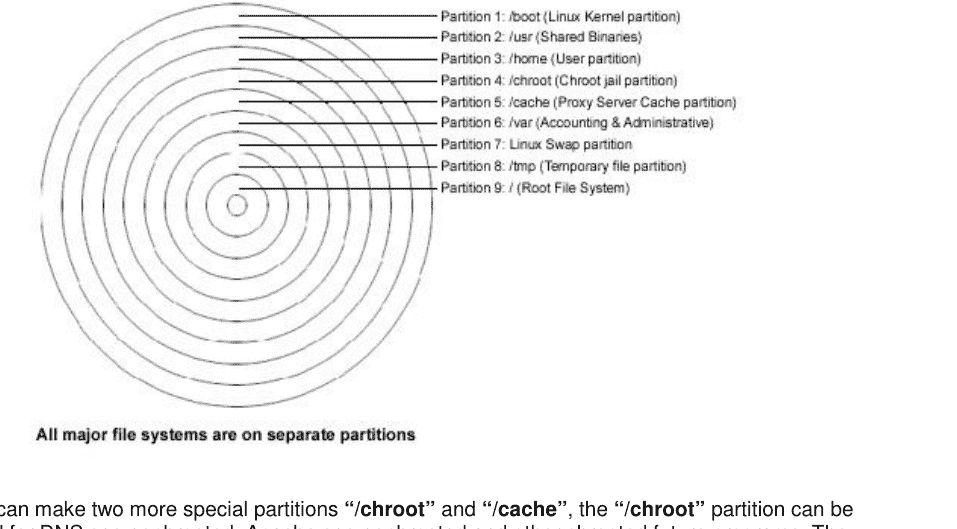 Partition 1: /boot (Linux Kernel partition)
Partition 2: /usr (Shared Binaries)
Partition 3: /home (User partition)
Partition 4: /chroot (Chroot jail partition)
Partition 5: /cache (Proxy Server Cache partition)
Partition 6: /var (Accounting & Administrative)
Partition 7: Linux Swap partition
Partition 8: /tmp (Temporary file partition)
Partition 9: / (Root File System)
All major file systems are on separate partitions
can make two more special partitions “/chroot” and “/cache”, the “/chroot” partition can be